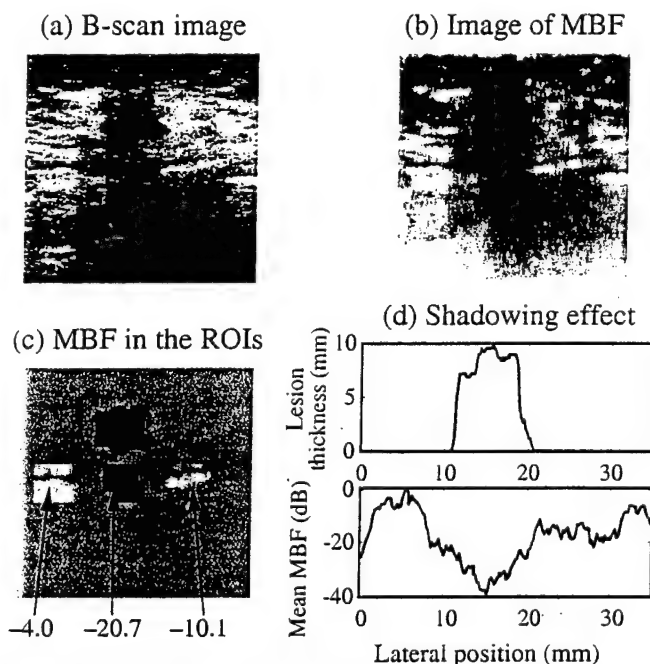 (a) B-scan image
(b) Image of MBF
(c) MBF in the ROIs
−4.0 −20.7 −10.1
(d) Shadowing effect
Lesion
thickness (mm)
10
5
0
0 10 20 30
Mean MBF (dB)
0
−20
−40
0 10 20 30
Lateral position (mm)